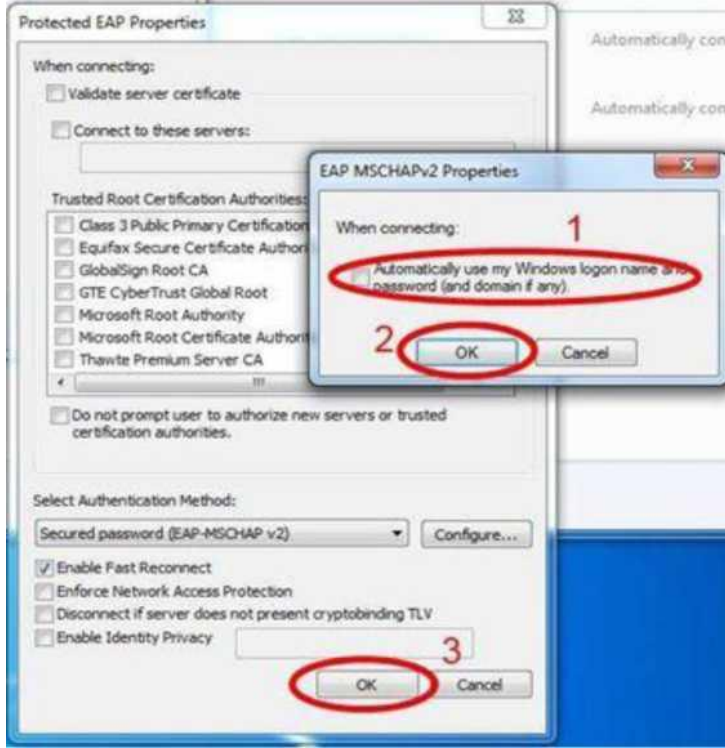 Protected EAP Properties
Automatically con
When connecting:
Validate server certificate
Automatically con
Connect to these servers:
EAP MSCHAPv2 Properties
Trusted Root Certification Authorities:
Class 3 Public Primary Certification
Equifax Secure Certificate Authori
GlobalSign Root CA
GTE CyberTrust Global Root
Microsoft Root Authority
Microsoft Root Certificate Authorit
Thawte Premium Server CA
When connecting:
1
Automatically use my Windows logon name and
password (and domain if any).
2
OK
Cancel
Do not prompt user to authorize new servers or trusted
certification authorities.
Select Authentication Method:
Secured password (EAP-MSCHAP v2)
Configure...
Enable Fast Reconnect
Enforce Network Access Protection
Disconnect if server does not present cryptobinding TLV
Enable Identity Privacy
3
OK
Cancel